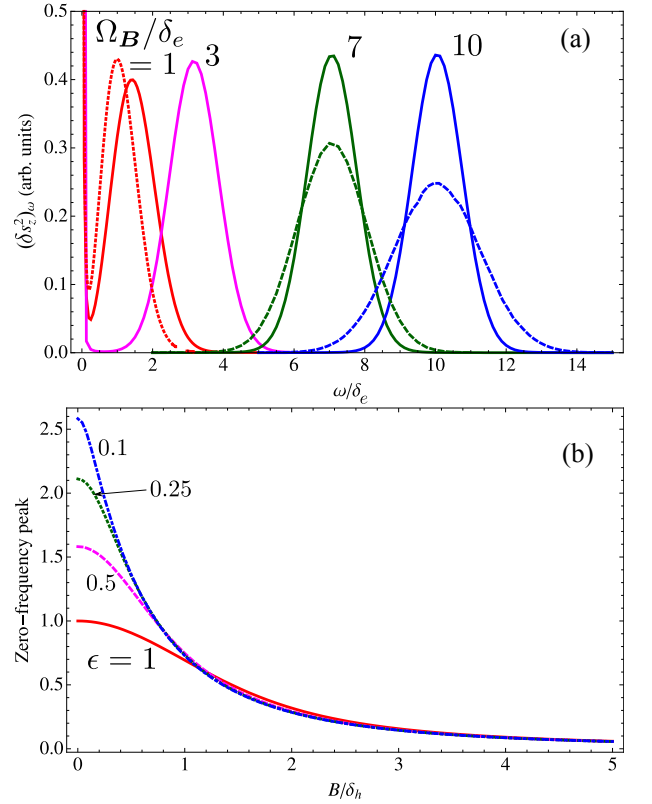 0.5
0.4
0.3
0.2
0.1
0.0
(δs_z^2)_ω (arb. units)
Ω_B/δ_e
= 1
3
7
10
(a)
0 2 4 6 8 10 12 14
ω/δ_e
2.5
2.0
1.5
1.0
0.5
0.0
Zero−frequency peak
0.1
0.25
0.5
ϵ = 1
(b)
0 1 2 3 4 5
B/δ_h